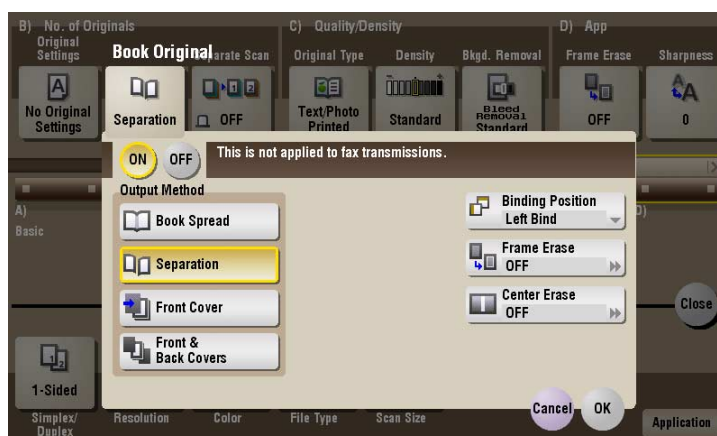 B) No. of Originals
C) Quality/Density
D) App
Original
Settings
Book Original
Separate Scan
Original Type
Density
Bkgd. Removal
Frame Erase
Sharpness
No Original
Settings
Separation
OFF
Text/Photo
Printed
Standard
Bleed
Removal
Standard
OFF
0
ON
OFF
This is not applied to fax transmissions.
Output Method
Book Spread
Separation
Front Cover
Front &
Back Covers
Binding Position
Left Bind
Frame Erase
OFF
Center Erase
OFF
A)
Basic
D)
Close
1-Sided
Cancel
OK
Simplex/
Duplex
Resolution
Color
File Type
Scan Size
Application